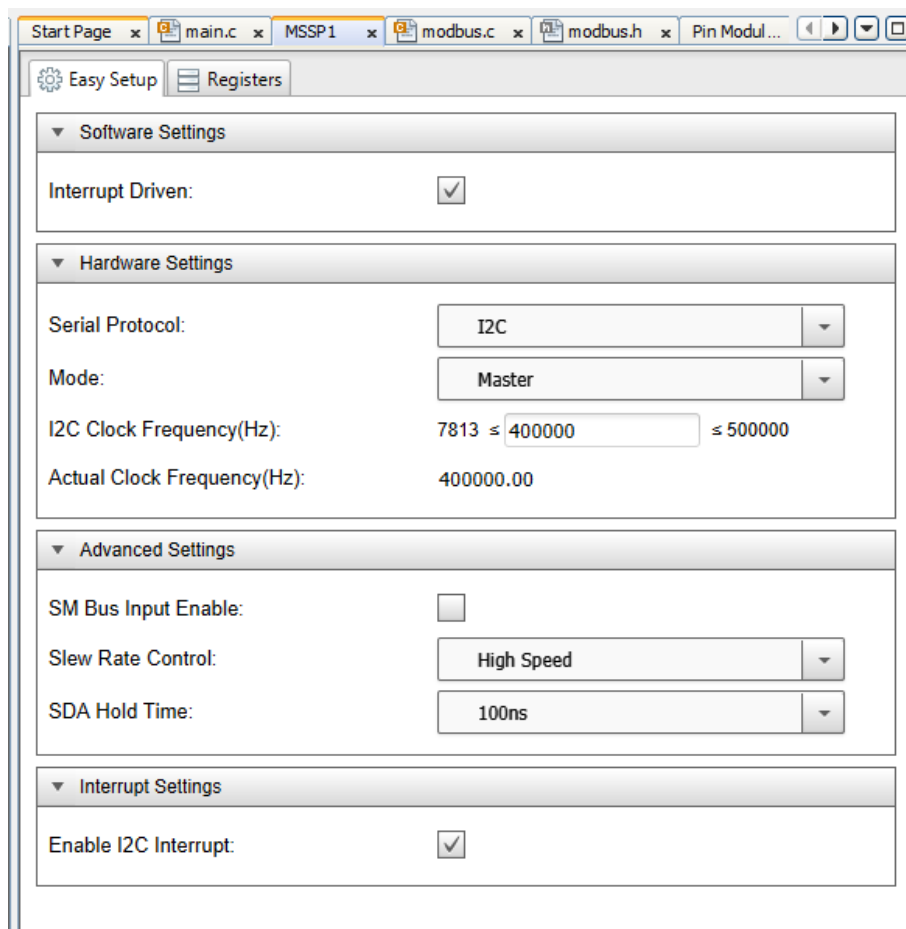 Start Page main.c MSSP1 modbus.c modbus.h Pin Modul...
Easy Setup Registers
Software Settings
Interrupt Driven:
Hardware Settings
Serial Protocol: I2C
Mode: Master
I2C Clock Frequency(Hz): 7813 ≤ 400000 ≤ 500000
Actual Clock Frequency(Hz): 400000.00
Advanced Settings
SM Bus Input Enable:
Slew Rate Control: High Speed
SDA Hold Time: 100ns
Interrupt Settings
Enable I2C Interrupt: